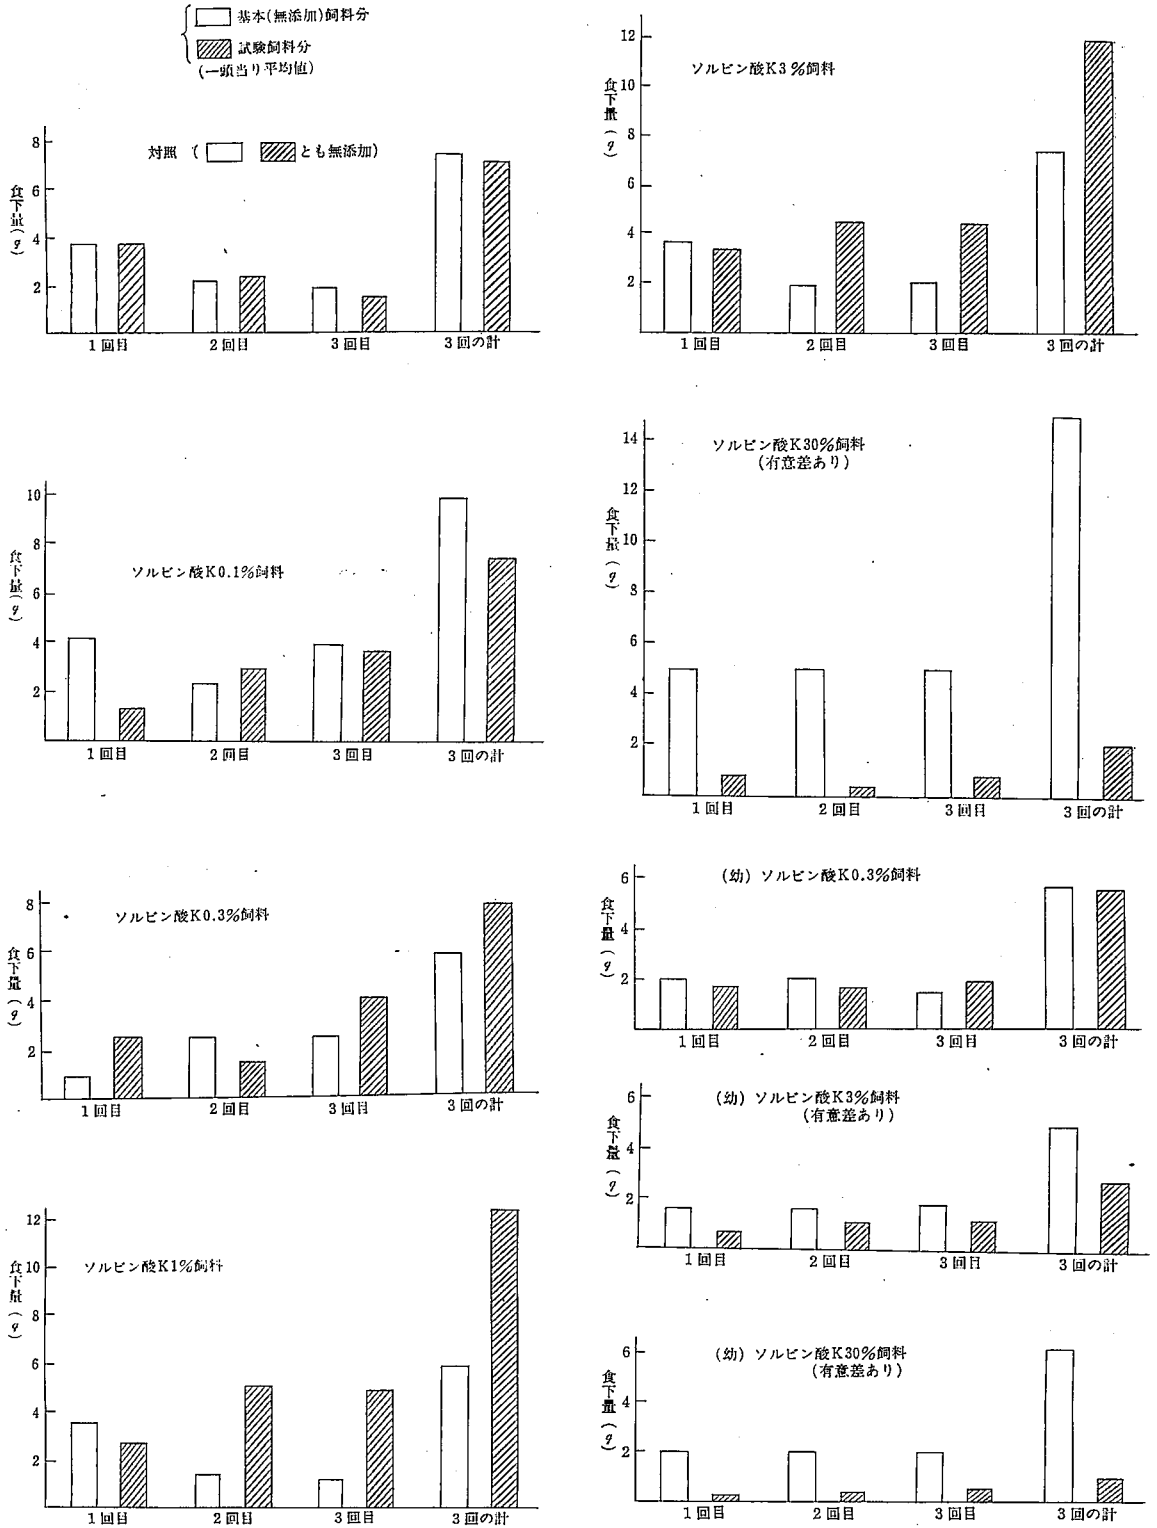 基本(無添加)飼料分
試験飼料分
(一頭当り平均値)
対照 ( とも無添加)
食下量(g)
8
6
4
2
1回目 2回目 3回目 3回の計
ソルビン酸K0.1%飼料
食下量(g)
10
8
6
4
2
1回目 2回目 3回目 3回の計
ソルビン酸K0.3%飼料
食下量(g)
8
6
4
2
1回目 2回目 3回目 3回の計
ソルビン酸K1%飼料
食下量(g)
12
10
8
6
4
2
1回目 2回目 3回目 3回の計
ソルビン酸K3%飼料
食下量(g)
12
10
8
6
4
2
1回目 2回目 3回目 3回の計
ソルビン酸K30%飼料
(有意差あり)
食下量(g)
14
12
10
8
6
4
2
1回目 2回目 3回目 3回の計
(幼) ソルビン酸K0.3%飼料
食下量(g)
6
4
2
1回目 2回目 3回目 3回の計
(幼) ソルビン酸K3%飼料
(有意差あり)
食下量(g)
6
4
2
1回目 2回目 3回目 3回の計
(幼) ソルビン酸K30%飼料
(有意差あり)
食下量(g)
6
4
2
1回目 2回目 3回目 3回の計